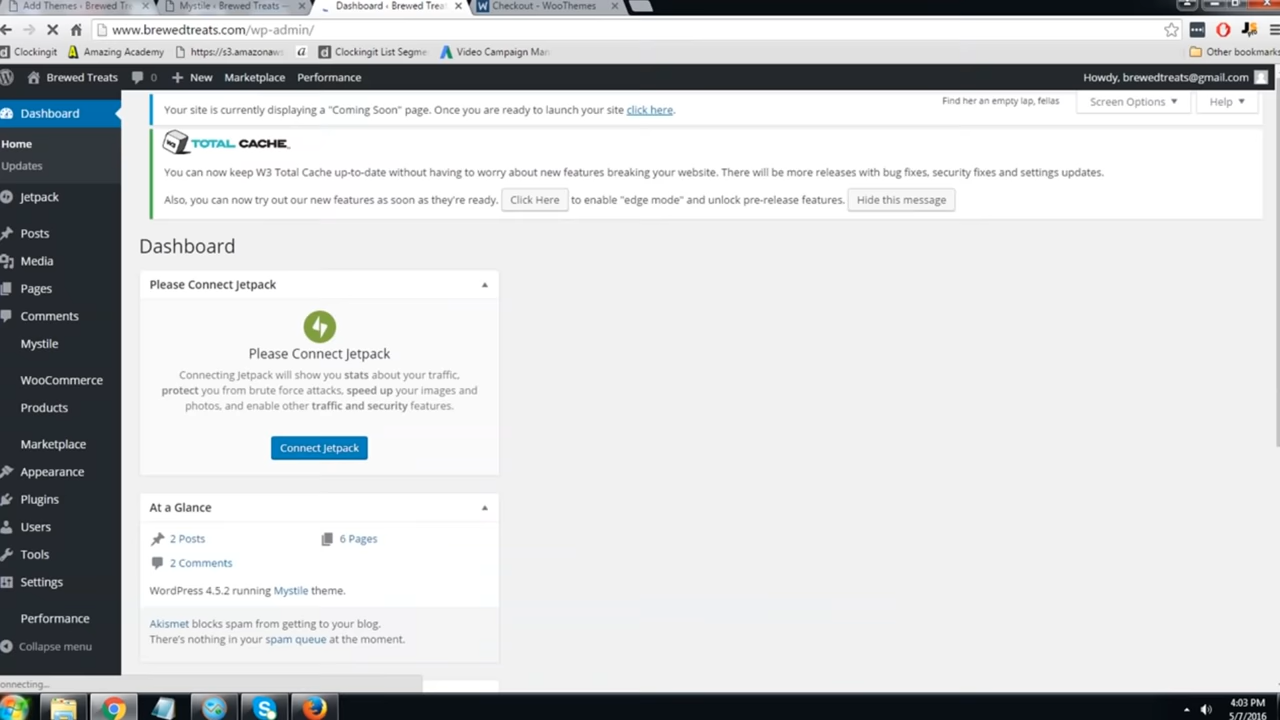 Add Themes ‹ Brewed Tr
Mystile ‹ Brewed Treats —
Dashboard ‹ Brewed Trea
Checkout - WooThemes
www.brewedtreats.com/wp-admin/
Clockingit
Amazing Academy
https://s3.amazonaw
Clockingit List Segme
Video Campaign Man
Other bookmarks
Brewed Treats
0
New
Marketplace
Performance
Howdy, brewedtreats@gmail.com
Dashboard
Home
Updates
Jetpack
Posts
Media
Pages
Comments
Mystile
WooCommerce
Products
Marketplace
Appearance
Plugins
Users
Tools
Settings
Performance
Collapse menu
Your site is currently displaying a "Coming Soon" page. Once you are ready to launch your site click here.
Find her an empty lap, fellas
Screen Options
Help
W3 TOTAL CACHE
You can now keep W3 Total Cache up-to-date without having to worry about new features breaking your website. There will be more releases with bug fixes, security fixes and settings updates.
Also, you can now try out our new features as soon as they're ready. Click Here to enable "edge mode" and unlock pre-release features. Hide this message
Dashboard
Please Connect Jetpack
Please Connect Jetpack
Connecting Jetpack will show you stats about your traffic,
protect you from brute force attacks, speed up your images and
photos, and enable other traffic and security features.
Connect Jetpack
At a Glance
2 Posts
6 Pages
2 Comments
WordPress 4.5.2 running Mystile theme.
Akismet blocks spam from getting to your blog.
There's nothing in your spam queue at the moment.
onnecting...
4:03 PM
5/7/2016